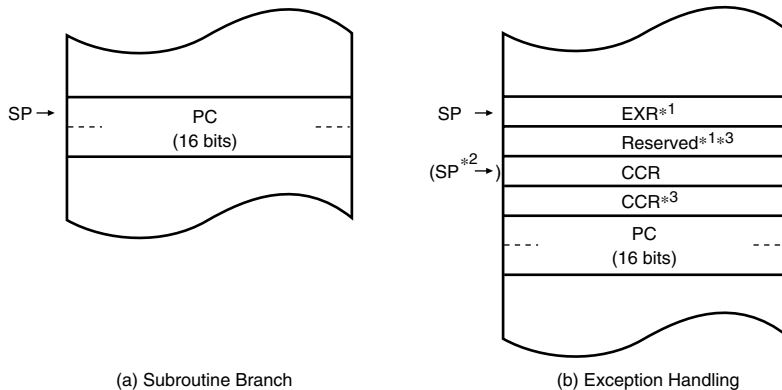 SP
PC
(16 bits)
(a) Subroutine Branch
SP
EXR*1
Reserved*1*3
(SP*2 )
CCR
CCR*3
PC
(16 bits)
(b) Exception Handling